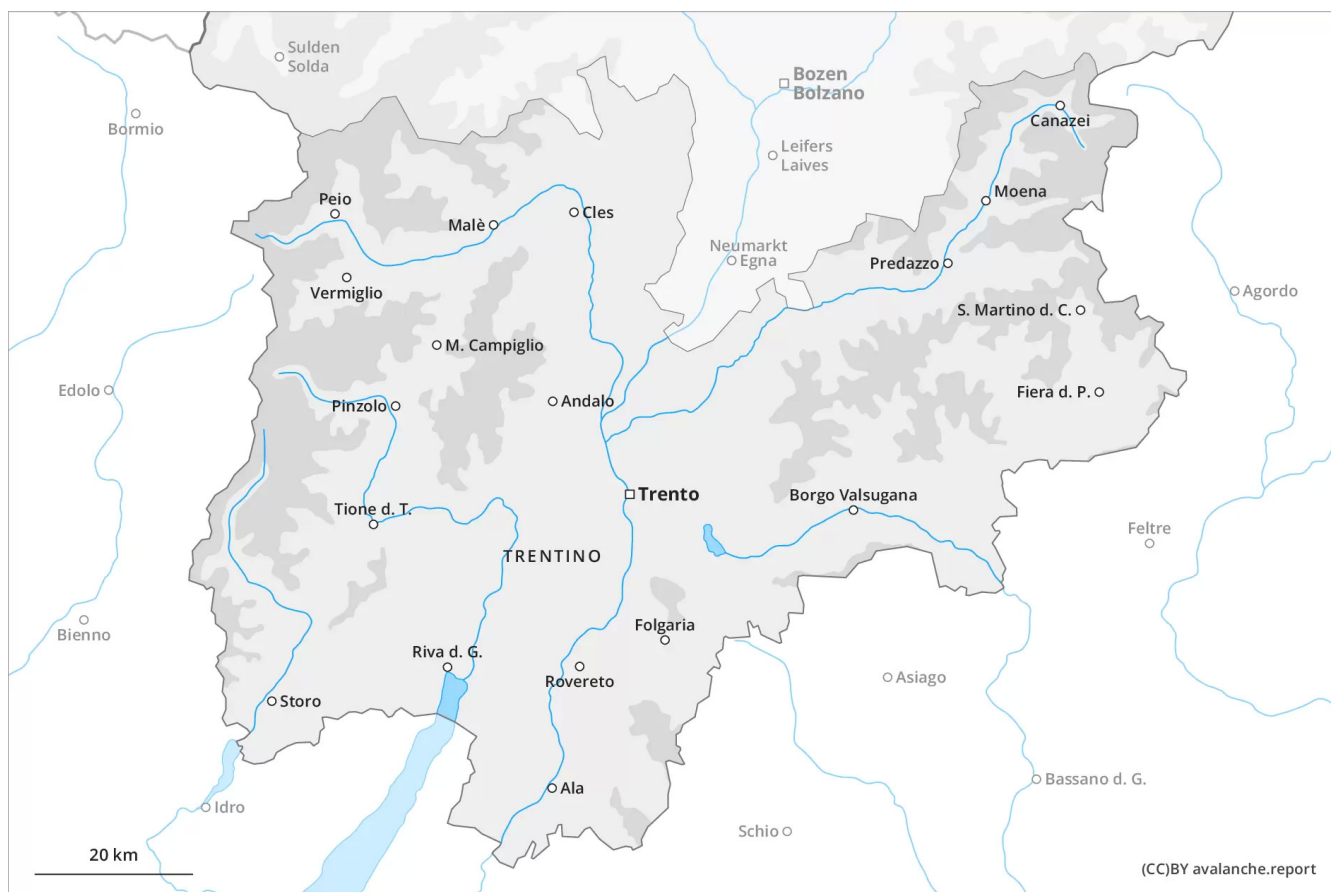 Sulden
Solda
Bozen
Bolzano
Bormio
Canazei
Leifers
Laives
Peio
Moena
Malè
Cles
Neumarkt
Egna
Predazzo
Vermiglio
Agordo
S. Martino d. C.
M. Campiglio
Edolo
Pinzolo
Andalo
Fiera d. P.
Trento
Borgo Valsugana
Tione d. T.
Feltre
TRENTINO
Bienno
Folgaria
Riva d. G.
Rovereto
Asiago
Storo
Bassano d. G.
Ala
Idro
Schio
20 km
(CC)BY avalanche.report